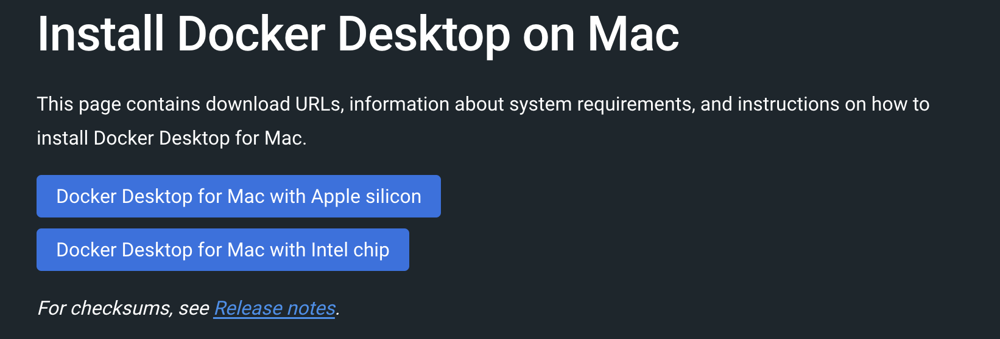 Install Docker Desktop on Mac
This page contains download URLs, information about system requirements, and instructions on how to
install Docker Desktop for Mac.
Docker Desktop for Mac with Apple silicon
Docker Desktop for Mac with Intel chip
For checksums, see Release notes.